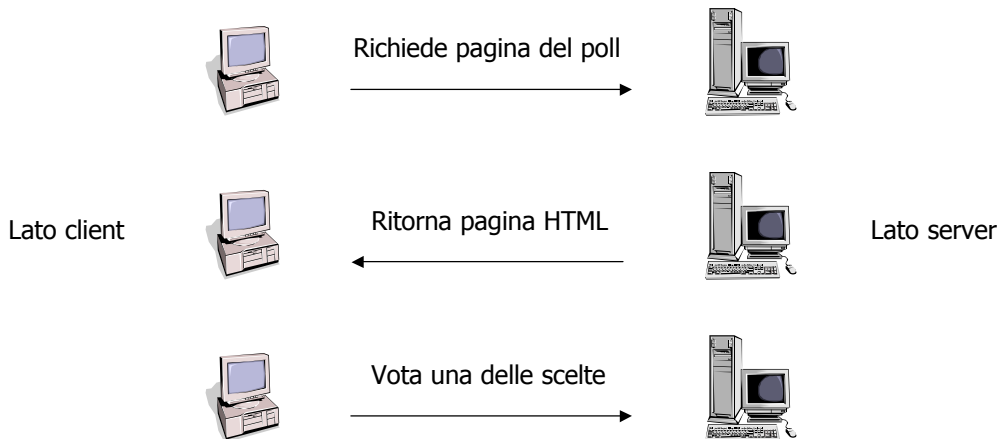 Richiede pagina del poll
Lato client
Ritorna pagina HTML
Lato server
Vota una delle scelte